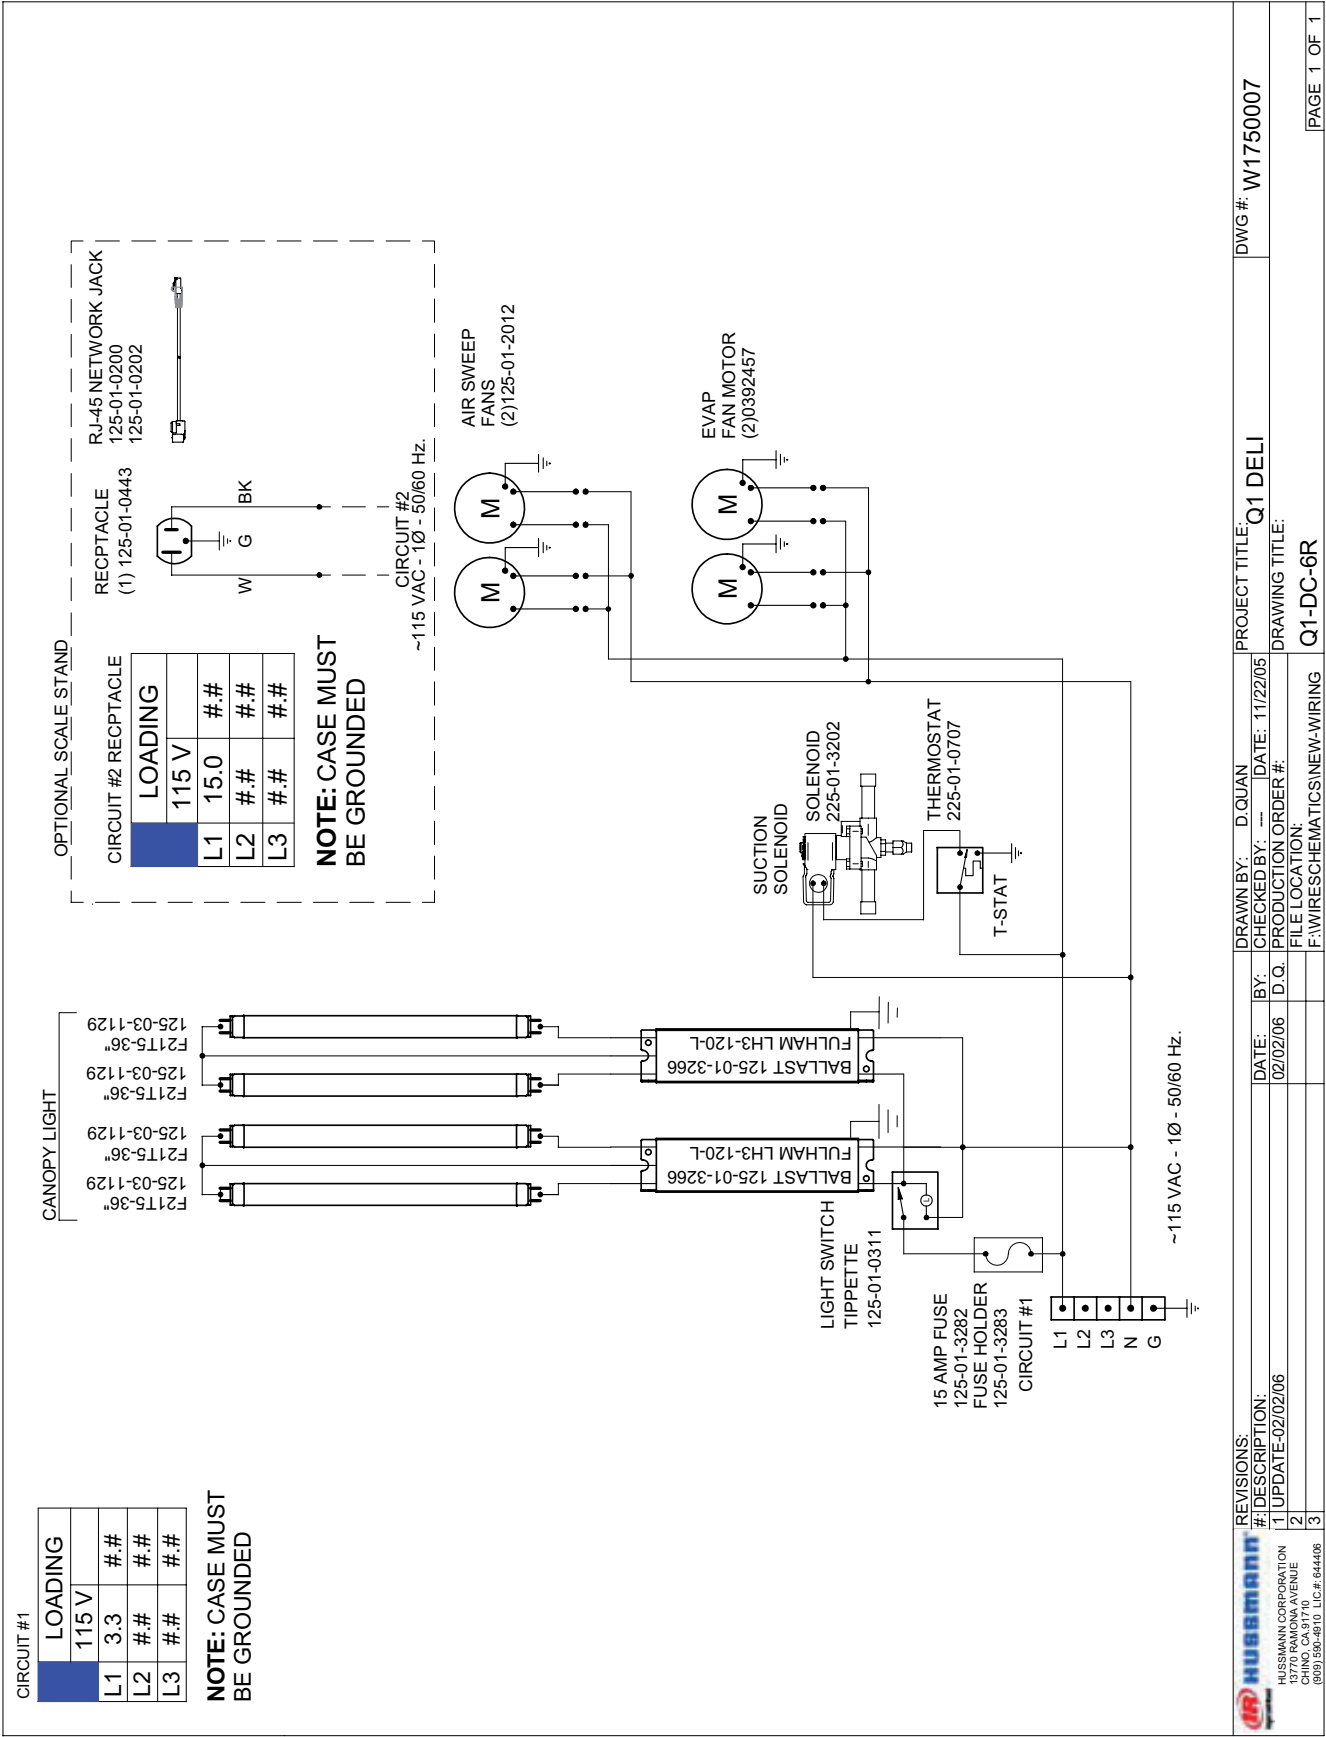 CIRCUIT #1
LOADING
115 V
L1 3.3 #.#
L2 #.# #.#
L3 #.# #.#
NOTE: CASE MUST
BE GROUNDED
CANOPY LIGHT
F21T5-36"
125-03-1129
F21T5-36"
125-03-1129
F21T5-36"
125-03-1129
F21T5-36"
125-03-1129
BALLAST 125-01-3266
FULHAM LH3-120-L
BALLAST 125-01-3266
FULHAM LH3-120-L
LIGHT SWITCH
TIPPETTE
125-01-0311
L
15 AMP FUSE
125-01-3282
FUSE HOLDER
125-01-3283
CIRCUIT #1
L1
L2
L3
N
G
~115 VAC - 1Ø - 50/60 Hz.
OPTIONAL SCALE STAND
CIRCUIT #2 RECPTACLE
LOADING
115 V
L1 15.0 #.#
L2 #.# #.#
L3 #.# #.#
NOTE: CASE MUST
BE GROUNDED
RECPTACLE
(1) 125-01-0443
W
G
BK
CIRCUIT #2
~115 VAC - 1Ø - 50/60 Hz.
RJ-45 NETWORK JACK
125-01-0200
125-01-0202
AIR SWEEP
FANS
(2)125-01-2012
M
M
EVAP
FAN MOTOR
(2)0392457
M
M
SUCTION
SOLENOID
SOLENOID
225-01-3202
THERMOSTAT
225-01-0707
T-STAT
IR HUSSMANN
HUSSMANN CORPORATION
13770 RAMONA AVENUE
CHINO, CA.91710
(909) 590-4910 LIC.#: 644406
REVISIONS:
#: DESCRIPTION: DATE: BY:
1 UPDATE-02/02/06 02/02/06 D.Q.
2
3
DRAWN BY: D.QUAN
CHECKED BY: --- DATE: 11/22/05
PRODUCTION ORDER #:
FILE LOCATION:
F:\WIRESCHEMATICS\NEW-WIRING
PROJECT TITLE:
Q1 DELI
DRAWING TITLE:
Q1-DC-6R
DWG #: W1750007
PAGE 1 OF 1